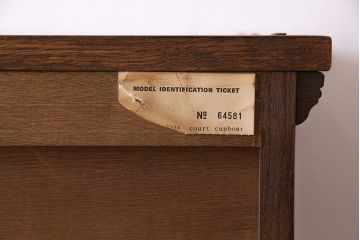 MODEL IDENTIFICATION TICKET
No 64581
court cupboar